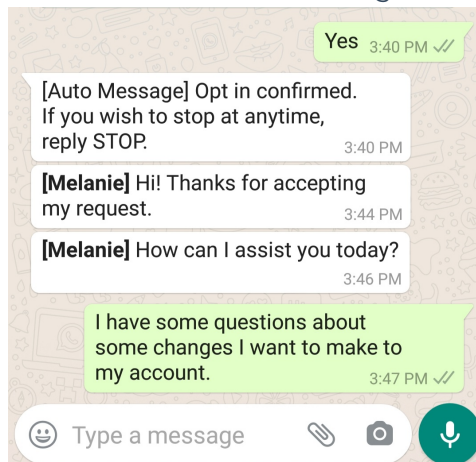 Yes 3:40 PM
[Auto Message] Opt in confirmed.
If you wish to stop at anytime,
reply STOP. 3:40 PM
[Melanie] Hi! Thanks for accepting
my request. 3:44 PM
[Melanie] How can I assist you today?
3:46 PM
I have some questions about
some changes I want to make to
my account. 3:47 PM
Type a message